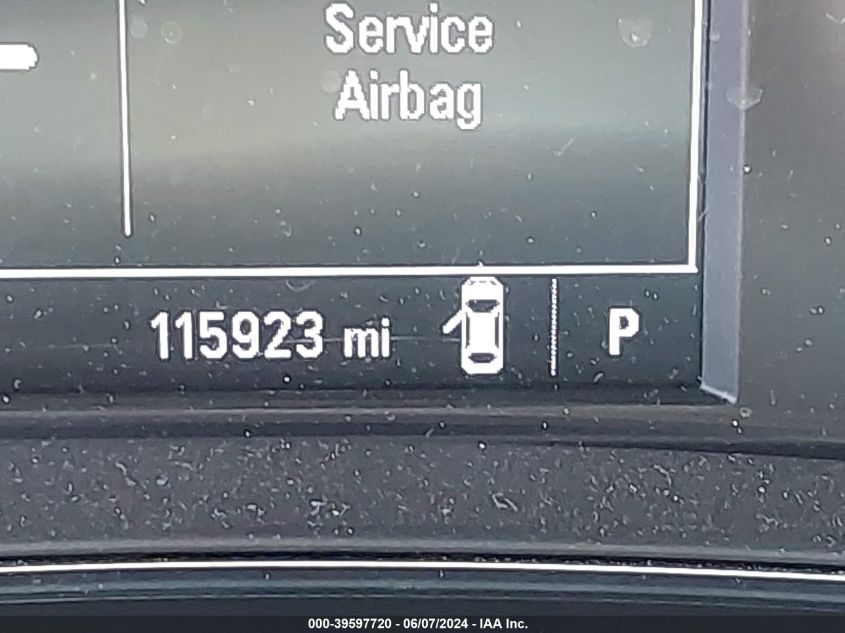 Service
Airbag
115923 mi
P
000-39597720 - 06/07/2024 - IAA Inc.